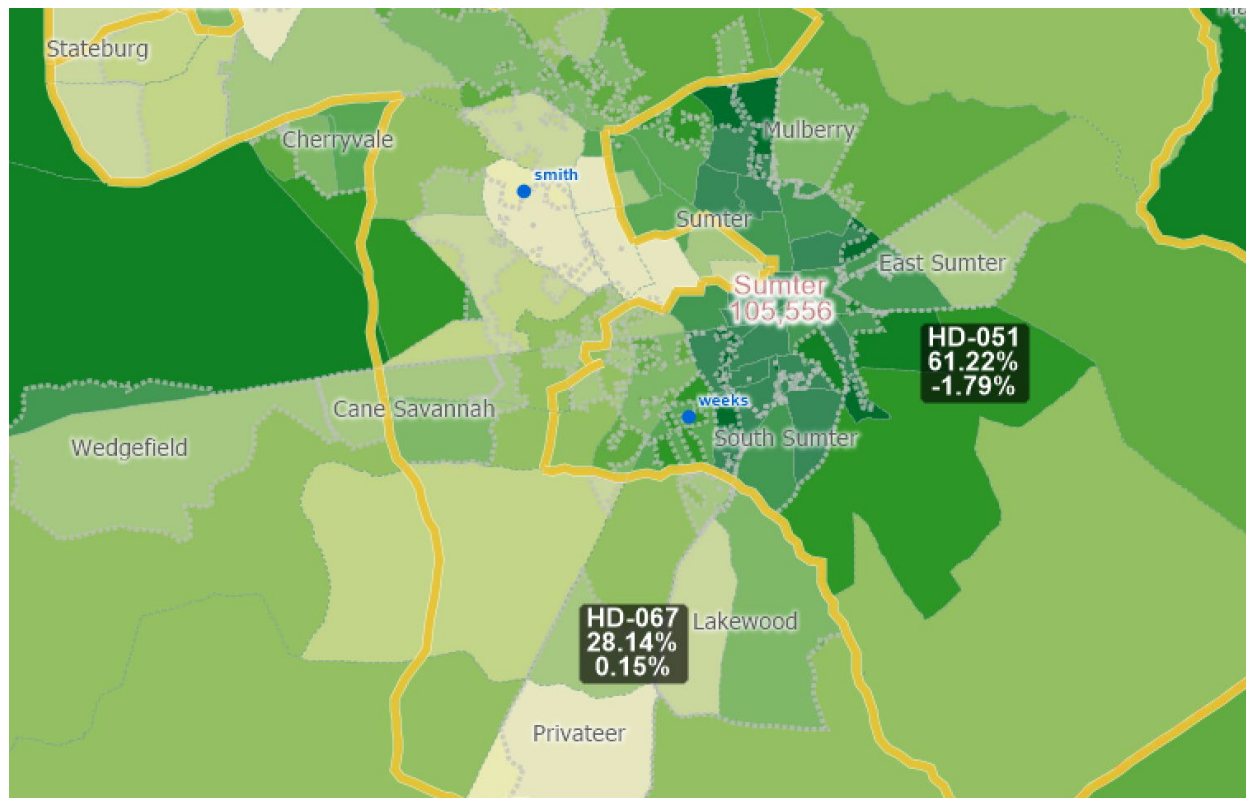 Stateburg
Cherryvale
Mulberry
smith
Sumter
East Sumter
Sumter
105,556
HD-051
61.22%
-1.79%
weeks
Cane Savannah
South Sumter
Wedgefield
HD-067
28.14%
0.15%
Lakewood
Privateer